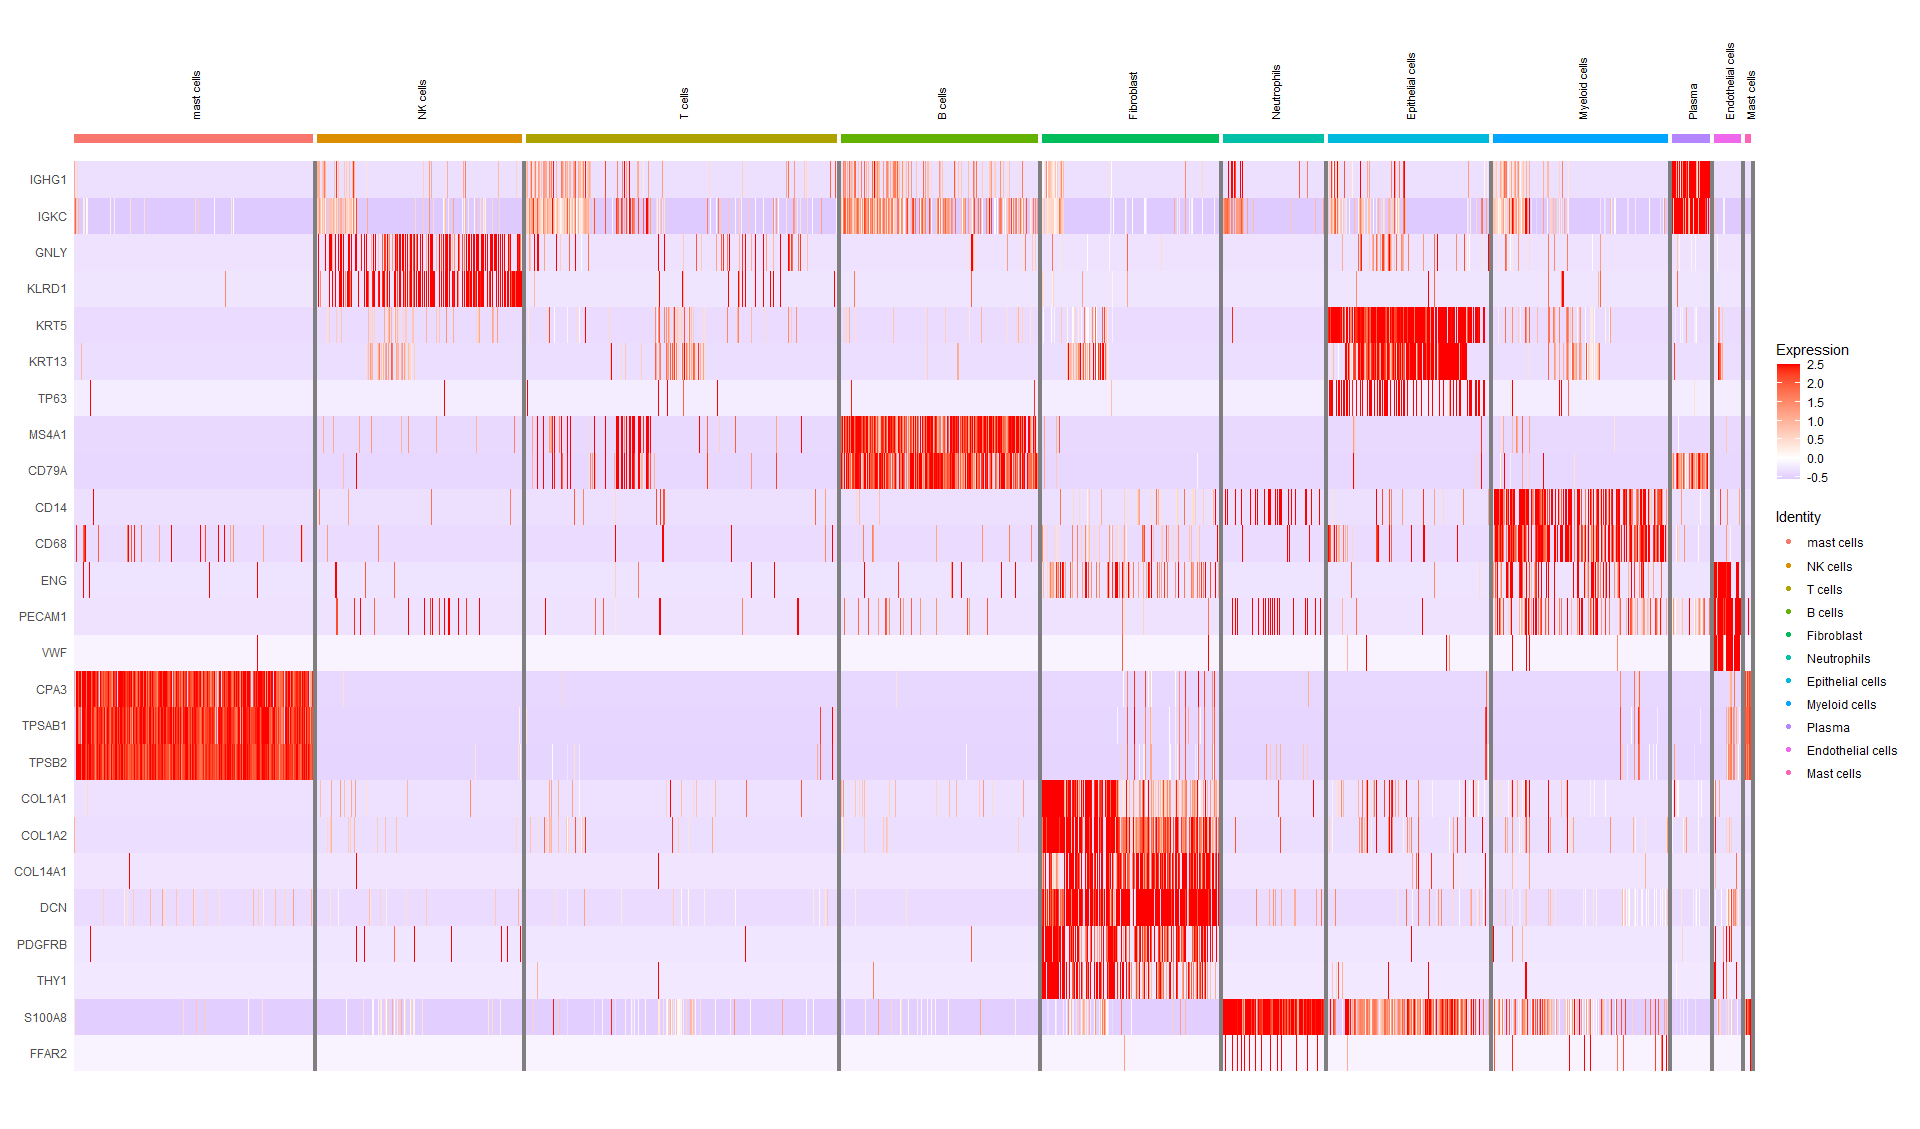 mast cells
NK cells
T cells
B cells
Fibroblast
Neutrophils
Epithelial cells
Myeloid cells
Plasma
Endothelial cells
Mast cells
IGHG1
IGKC
GNLY
KLRD1
KRT5
KRT13
TP63
MS4A1
CD79A
CD14
CD68
ENG
PECAM1
VWF
CPA3
TPSAB1
TPSB2
COL1A1
COL1A2
COL14A1
DCN
PDGFRB
THY1
S100A8
FFAR2
Expression
2.5
2.0
1.5
1.0
0.5
0.0
-0.5
Identity
mast cells
NK cells
T cells
B cells
Fibroblast
Neutrophils
Epithelial cells
Myeloid cells
Plasma
Endothelial cells
Mast cells